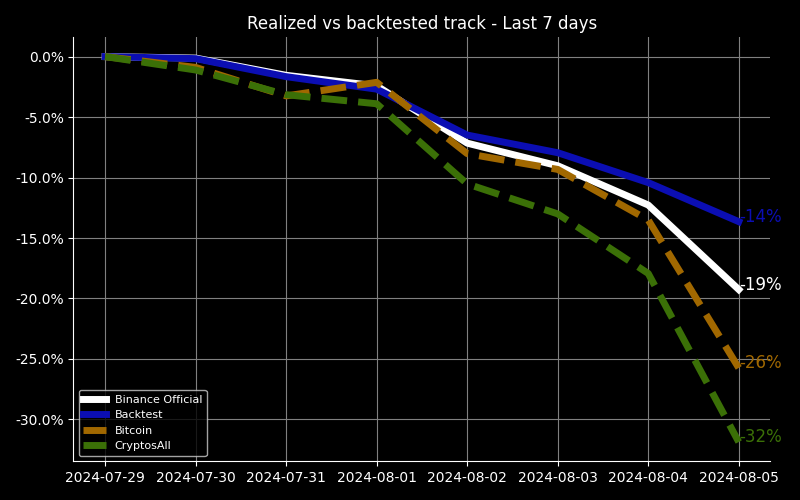 Realized vs backtested track - Last 7 days
0.0%
-5.0%
-10.0%
-15.0%
-20.0%
-25.0%
-30.0%
-14%
-19%
-26%
-32%
Binance Official
Backtest
Bitcoin
CryptosAll
2024-07-29 2024-07-30 2024-07-31 2024-08-01 2024-08-02 2024-08-03 2024-08-04 2024-08-05